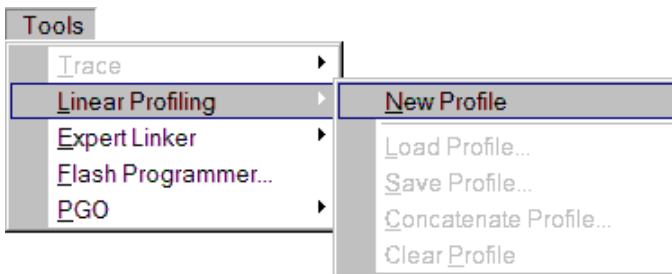 Tools
Trace
Linear Profiling
Expert Linker
Flash Programmer...
PGO
New Profile
Load Profile...
Save Profile...
Concatenate Profile...
Clear Profile